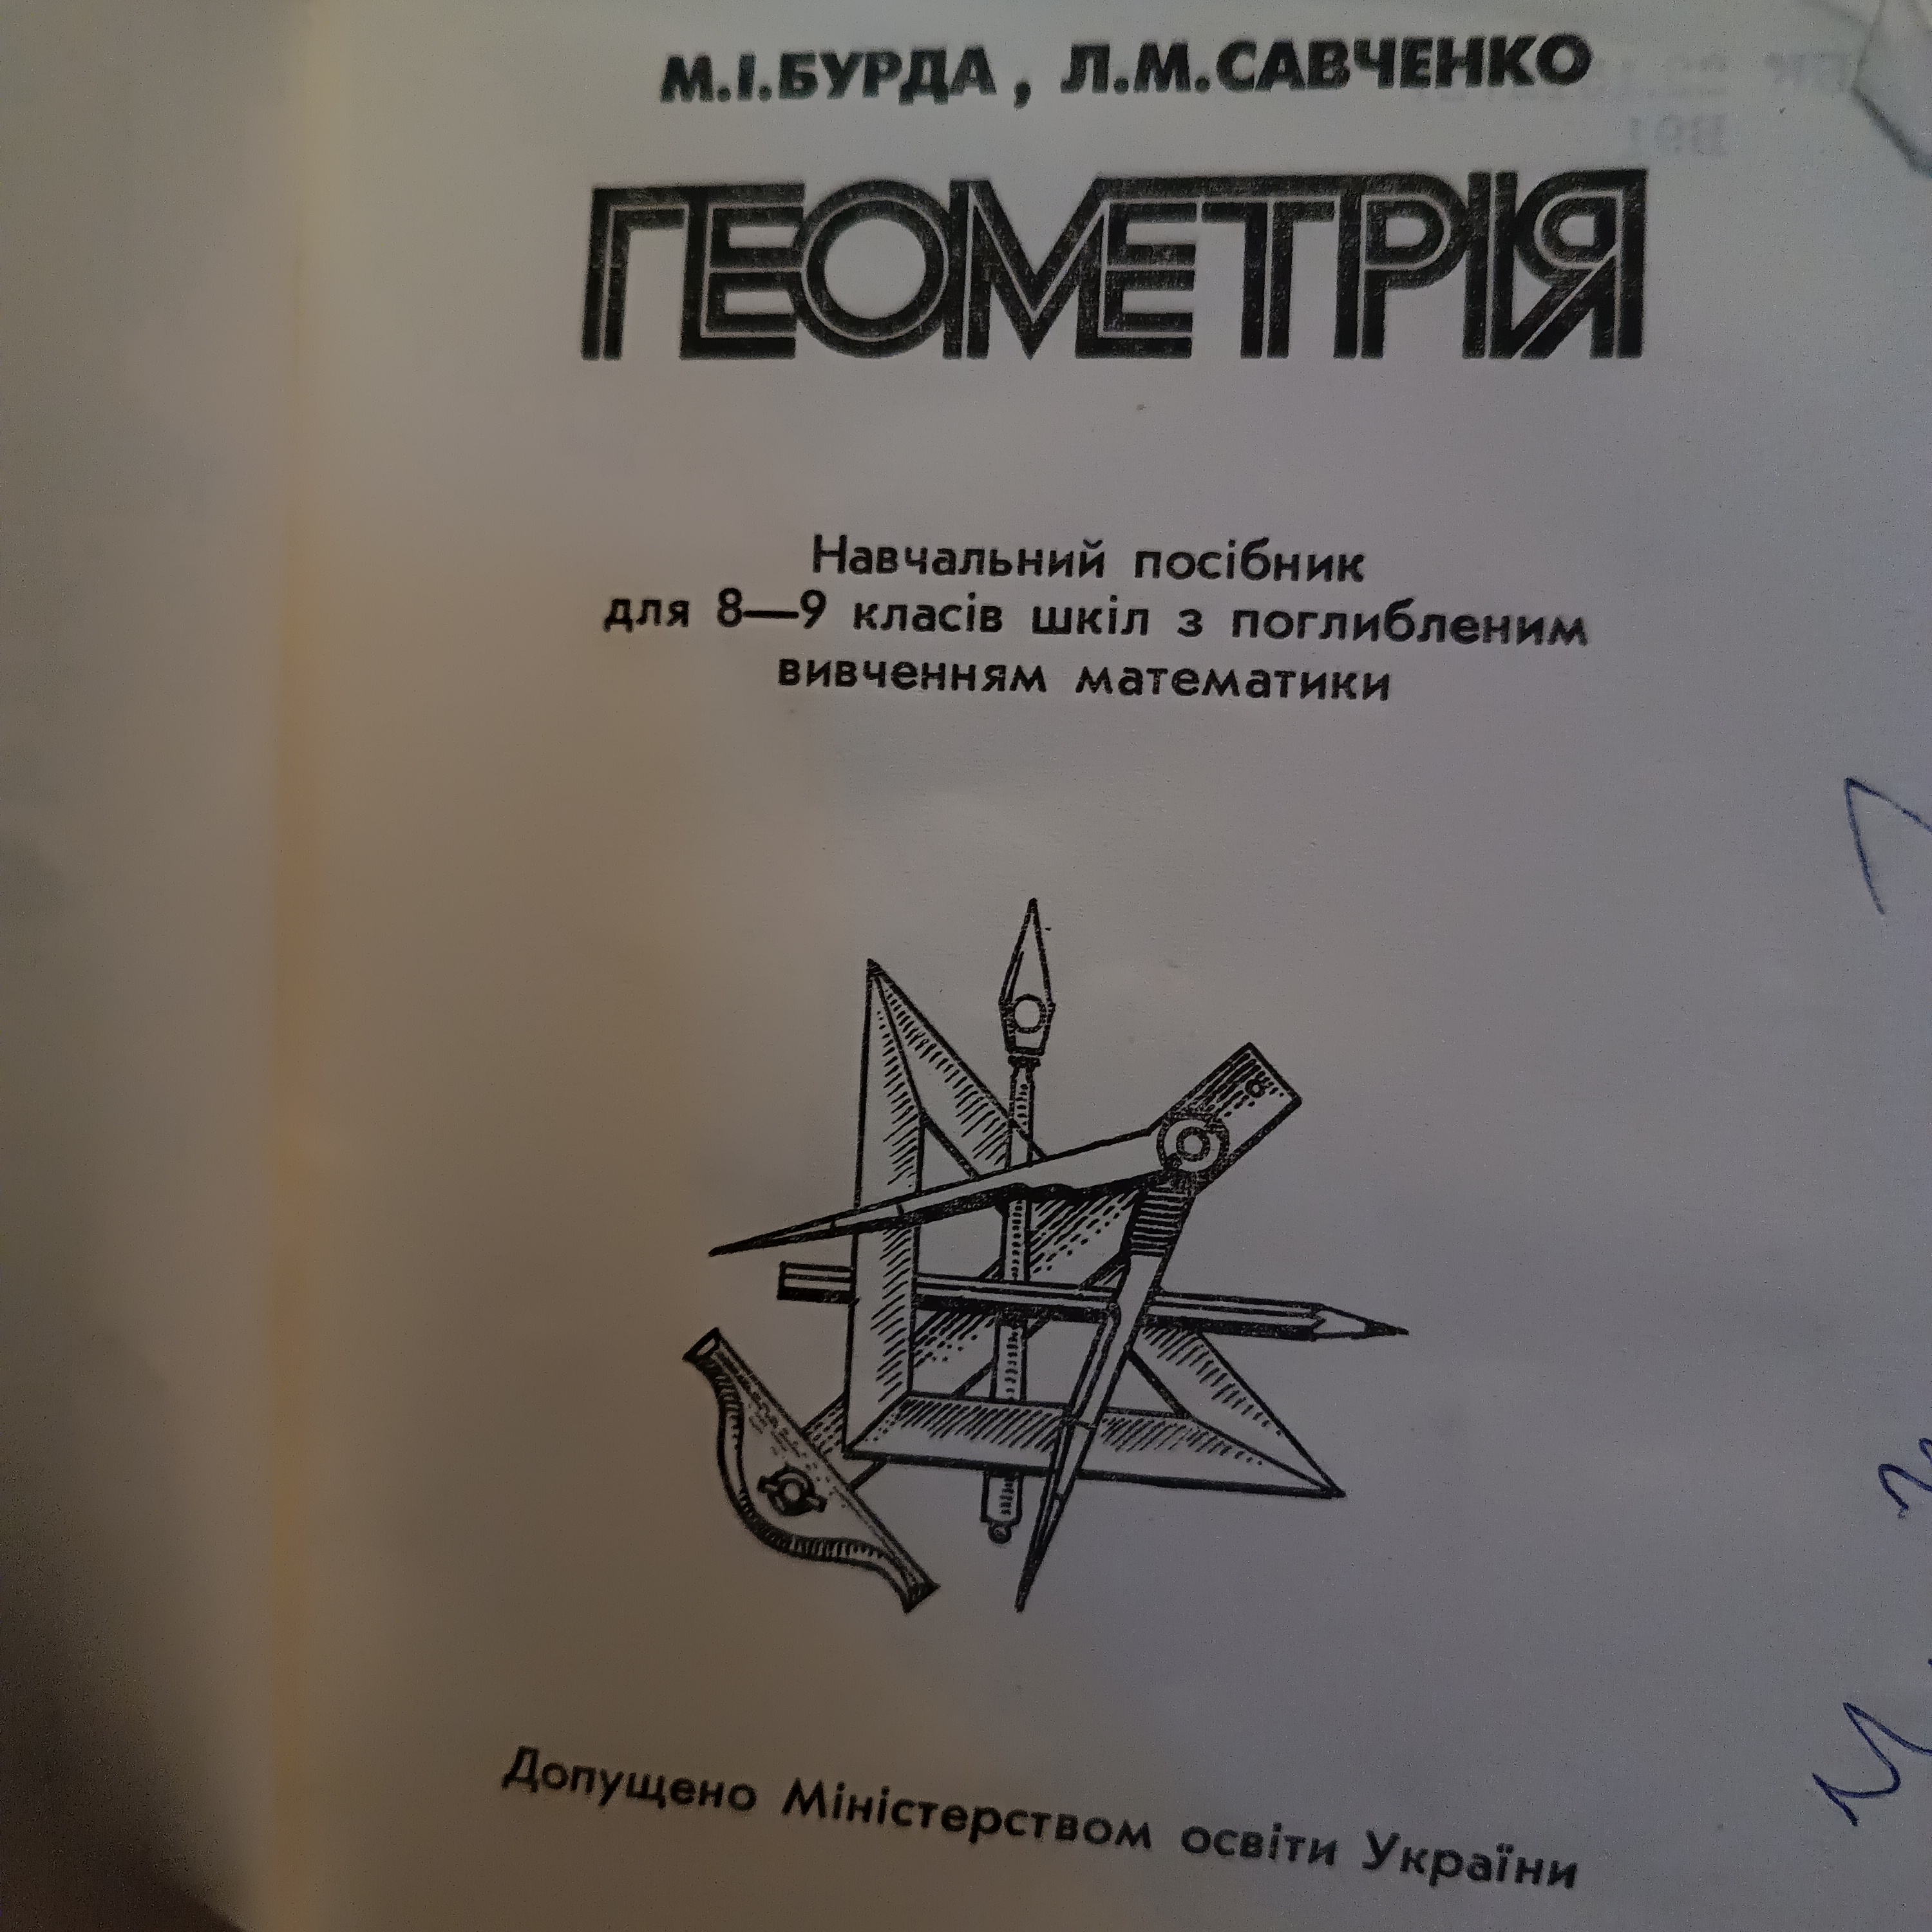 М.І.БУРДА, Л.М.САВЧЕНКО
ГЕОМЕТРІЯ
Навчальний посібник
для 8—9 класів шкіл з поглибленим
вивченням математики
Допущено Міністерством освіти України